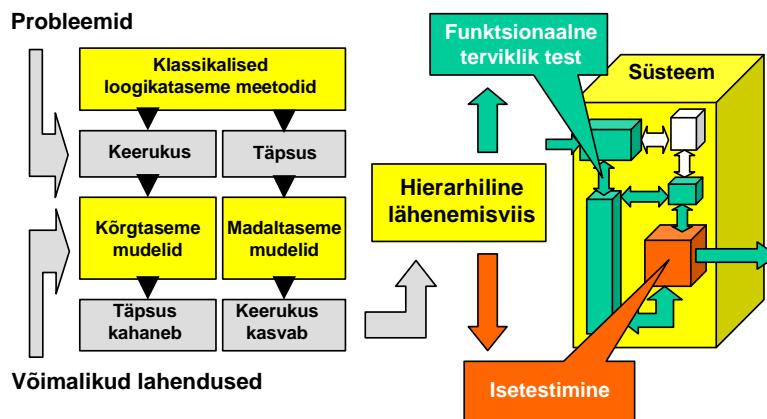 Probleemid
Klassikalised
loogikataseme meetodid
Keerukus
Täpsus
Kõrgtaseme
mudelid
Madaltaseme
mudelid
Täpsus
kahaneb
Keerukus
kasvab
Võimalikud lahendused
Hierarhiline
lähenemisviis
Funktsionaalne
terviklik test
Süsteem
Isetestimine